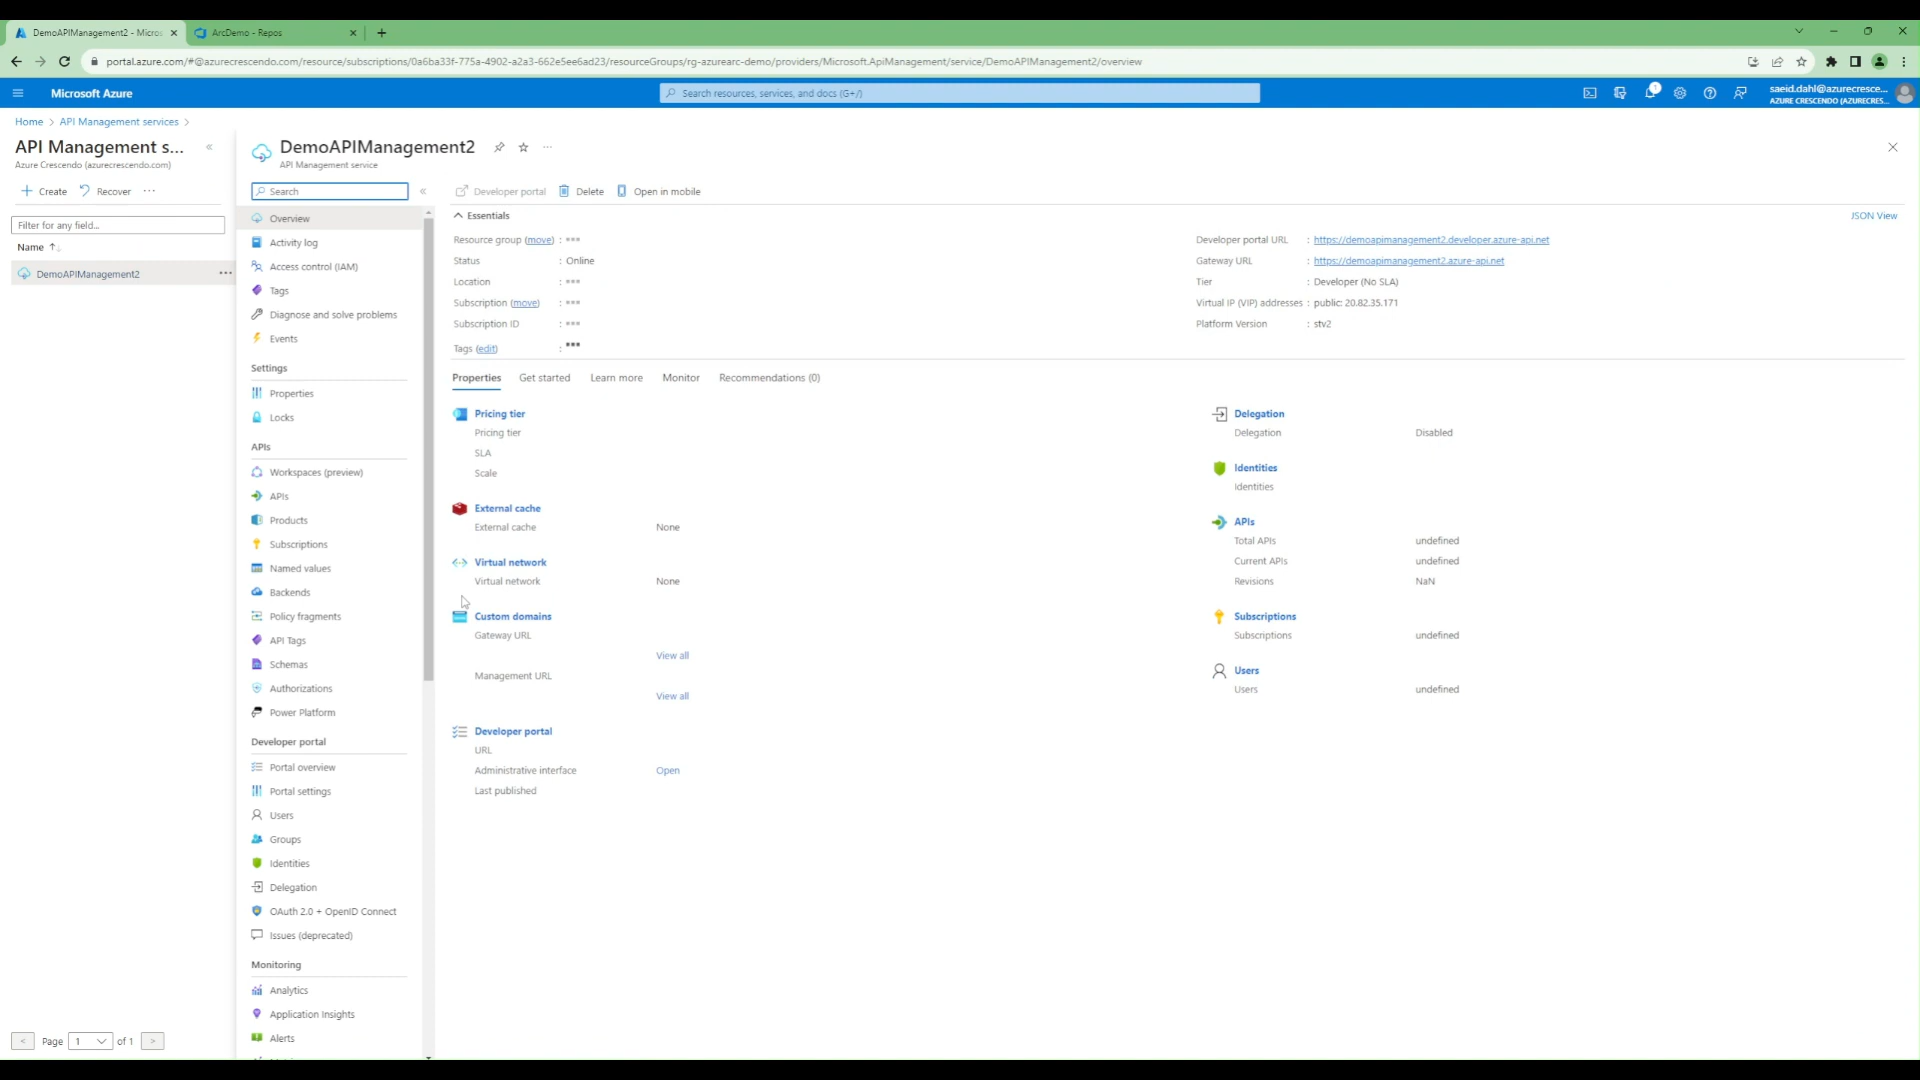 DemoAPIManagement2 - Micros
ArcDemo - Repos
portal.azure.com/#@azurecrescendo.com/resource/subscriptions/0a6ba33f-775a-4902-a2a3-662e5ee6ad23/resourceGroups/rg-azurearc-demo/providers/Microsoft.ApiManagement/service/DemoAPIManagement2/overview
Microsoft Azure
Search resources, services, and docs (G+/)
1
saeid.dahl@azurecresce...
AZURE CRESCENDO (AZURECRES...
Home > API Management services >
API Management s...
Azure Crescendo (azurecrescendo.com)
Create
Recover
Filter for any field...
Name
DemoAPIManagement2
Page 1 of 1
DemoAPIManagement2
API Management service
Search
Overview
Activity log
Access control (IAM)
Tags
Diagnose and solve problems
Events
Settings
Properties
Locks
APIs
Workspaces (preview)
APIs
Products
Subscriptions
Named values
Backends
Policy fragments
API Tags
Schemas
Authorizations
Power Platform
Developer portal
Portal overview
Portal settings
Users
Groups
Identities
Delegation
OAuth 2.0 + OpenID Connect
Issues (deprecated)
Monitoring
Analytics
Application Insights
Alerts
Developer portal
Delete
Open in mobile
Essentials
JSON View
Resource group (move) : ***
Status : Online
Location : ***
Subscription (move) : ***
Subscription ID : ***
Tags (edit) : ***
Developer portal URL : https://demoapimanagement2.developer.azure-api.net
Gateway URL : https://demoapimanagement2.azure-api.net
Tier : Developer (No SLA)
Virtual IP (VIP) addresses : public: 20.82.35.171
Platform Version : stv2
Properties
Get started
Learn more
Monitor
Recommendations (0)
Pricing tier
Pricing tier
SLA
Scale
External cache
External cache None
Virtual network
Virtual network None
Custom domains
Gateway URL
View all
Management URL
View all
Developer portal
URL
Administrative interface Open
Last published
Delegation
Delegation Disabled
Identities
Identities
APIs
Total APIs undefined
Current APIs undefined
Revisions NaN
Subscriptions
Subscriptions undefined
Users
Users undefined